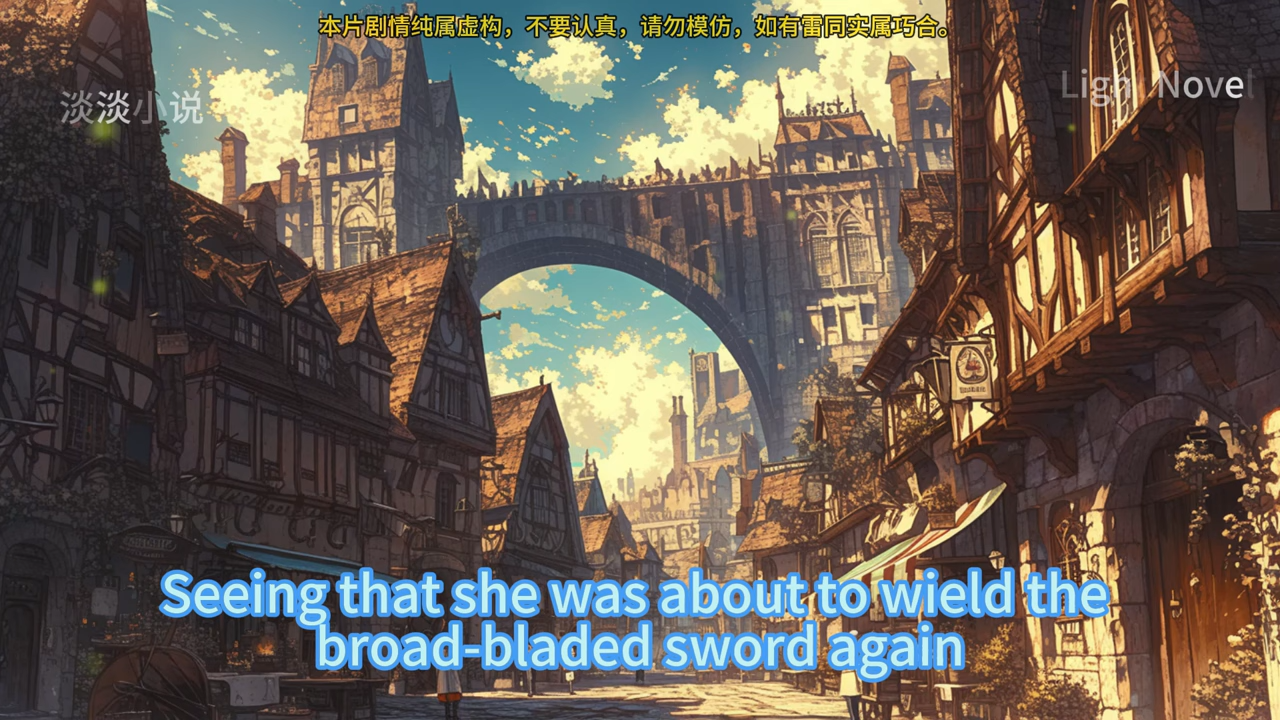 本片剧情纯属虚构，不要认真，请勿模仿，如有雷同实属巧合。
淡淡小说
Light Novel
Seeing that she was about to wield the
broad-bladed sword again